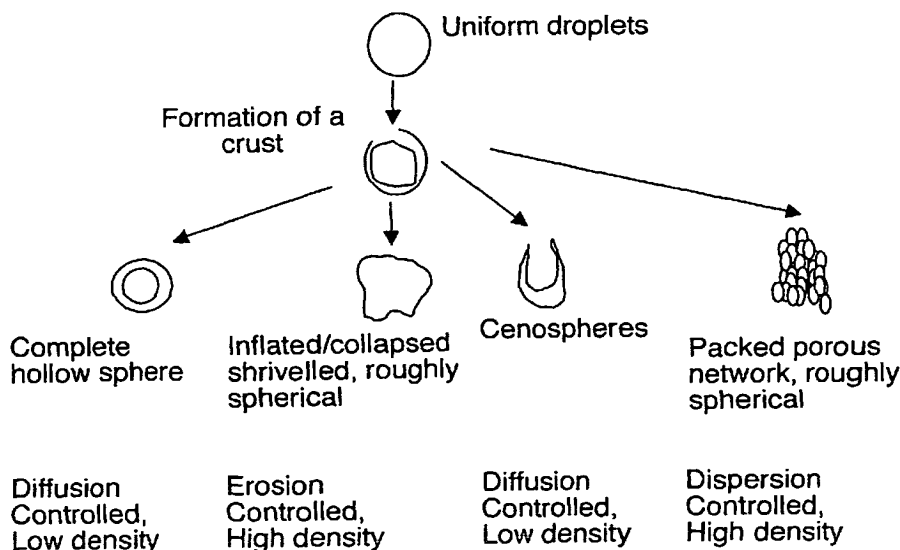 Uniform droplets
Formation of a
crust
Complete
hollow sphere
Inflated/collapsed
shrivelled, roughly
spherical
Cenospheres
Packed porous
network, roughly
spherical
Diffusion
Controlled,
Low density
Erosion
Controlled,
High density
Diffusion
Controlled,
Low density
Dispersion
Controlled,
High density